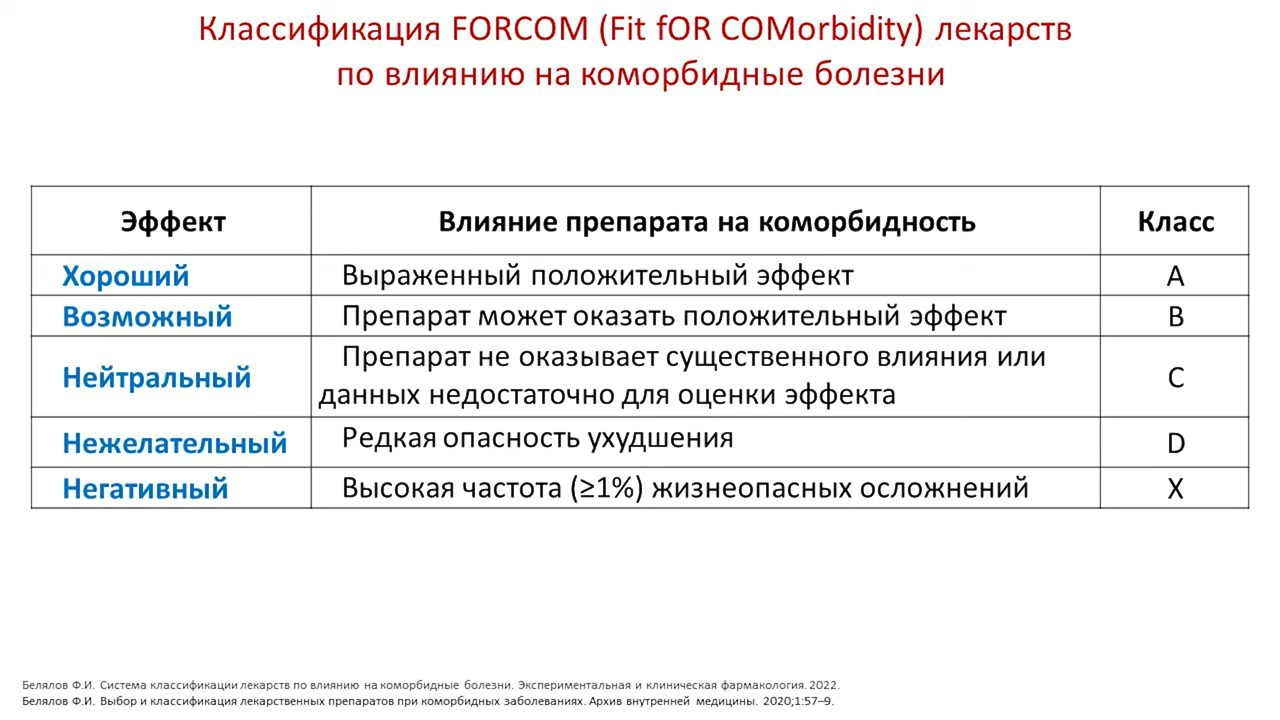 Классификация FORCOM (Fit fOR COMorbidity) лекарств
по влиянию на коморбидные болезни
Эффект Влияние препарата на коморбидность Класс
Хороший Выраженный положительный эффект A
Возможный Препарат может оказать положительный эффект B
Нейтральный Препарат не оказывает существенного влияния или
данных недостаточно для оценки эффекта C
Нежелательный Редкая опасность ухудшения D
Негативный Высокая частота (≥1%) жизнеопасных осложнений X
Белялов Ф.И. Система классификации лекарств по влиянию на коморбидные болезни. Экспериментальная и клиническая фармакология. 2022.
Белялов Ф.И. Выбор и классификация лекарственных препаратов при коморбидных заболеваниях. Архив внутренней медицины. 2020;1:57–9.